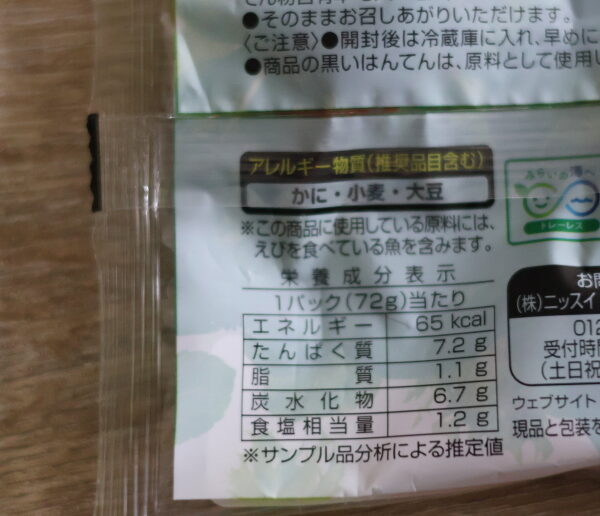 ●そのままお召しあがりいただけます。
〈ご注意〉●開封後は冷蔵庫に入れ、早めに
●商品の黒いはんてんは、原料として使用し
アレルギー物質(推奨品目含む)
かに・小麦・大豆
※この商品に使用している原料には、
えびを食べている魚を含みます。
みらいの海へ
トレーレス
栄養成分表示
1パック(72g)当たり
エネルギー 65 kcal
たんぱく質 7.2 g
脂質 1.1 g
炭水化物 6.7 g
食塩相当量 1.2 g
※サンプル品分析による推定値
お問
(株)ニッスイ
012
受付時間
(土日祝
ウェブサイト
現品と包装を